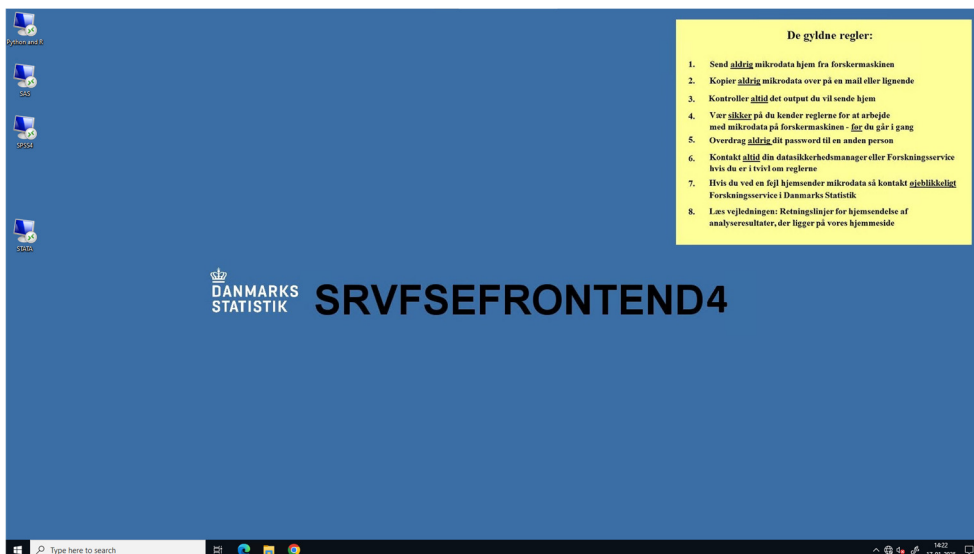 Python and R
SAS
SPSS4
STATA
De gyldne regler:
1. Send aldrig mikrodata hjem fra forskermaskinen
2. Kopier aldrig mikrodata over på en mail eller lignende
3. Kontroller altid det output du vil sende hjem
4. Vær sikker på du kender reglerne for at arbejde
med mikrodata på forskermaskinen - før du går i gang
5. Overdrag aldrig dit password til en anden person
6. Kontakt altid din datasikkerhedsmanager eller Forskningsservice
hvis du er i tvivl om reglerne
7. Hvis du ved en fejl hjemsender mikrodata så kontakt øjeblikkeligt
Forskningsservice i Danmarks Statistik
8. Læs vejledningen: Retningslinjer for hjemsendelse af
analyseresultater, der ligger på vores hjemmeside
DANMARKS
STATISTIK
SRVFSEFRONTEND4
Type here to search
14:22